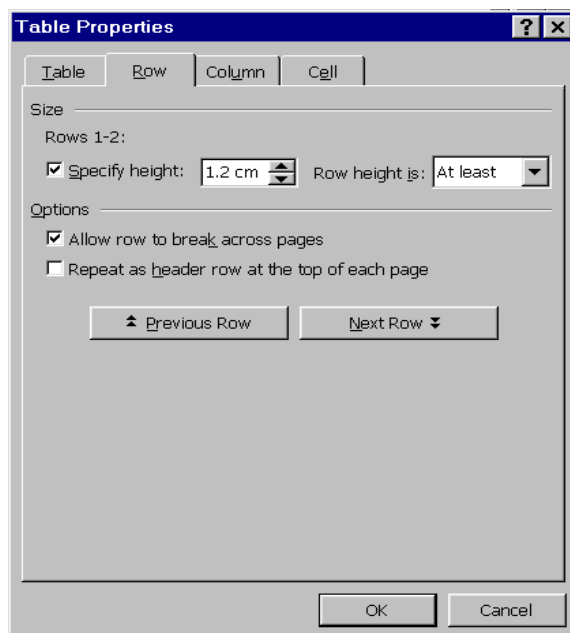 Table Properties
Table Row Column Cell
Size
Rows 1-2:
Specify height: 1.2 cm Row height is: At least
Options
Allow row to break across pages
Repeat as header row at the top of each page
Previous Row Next Row
OK Cancel